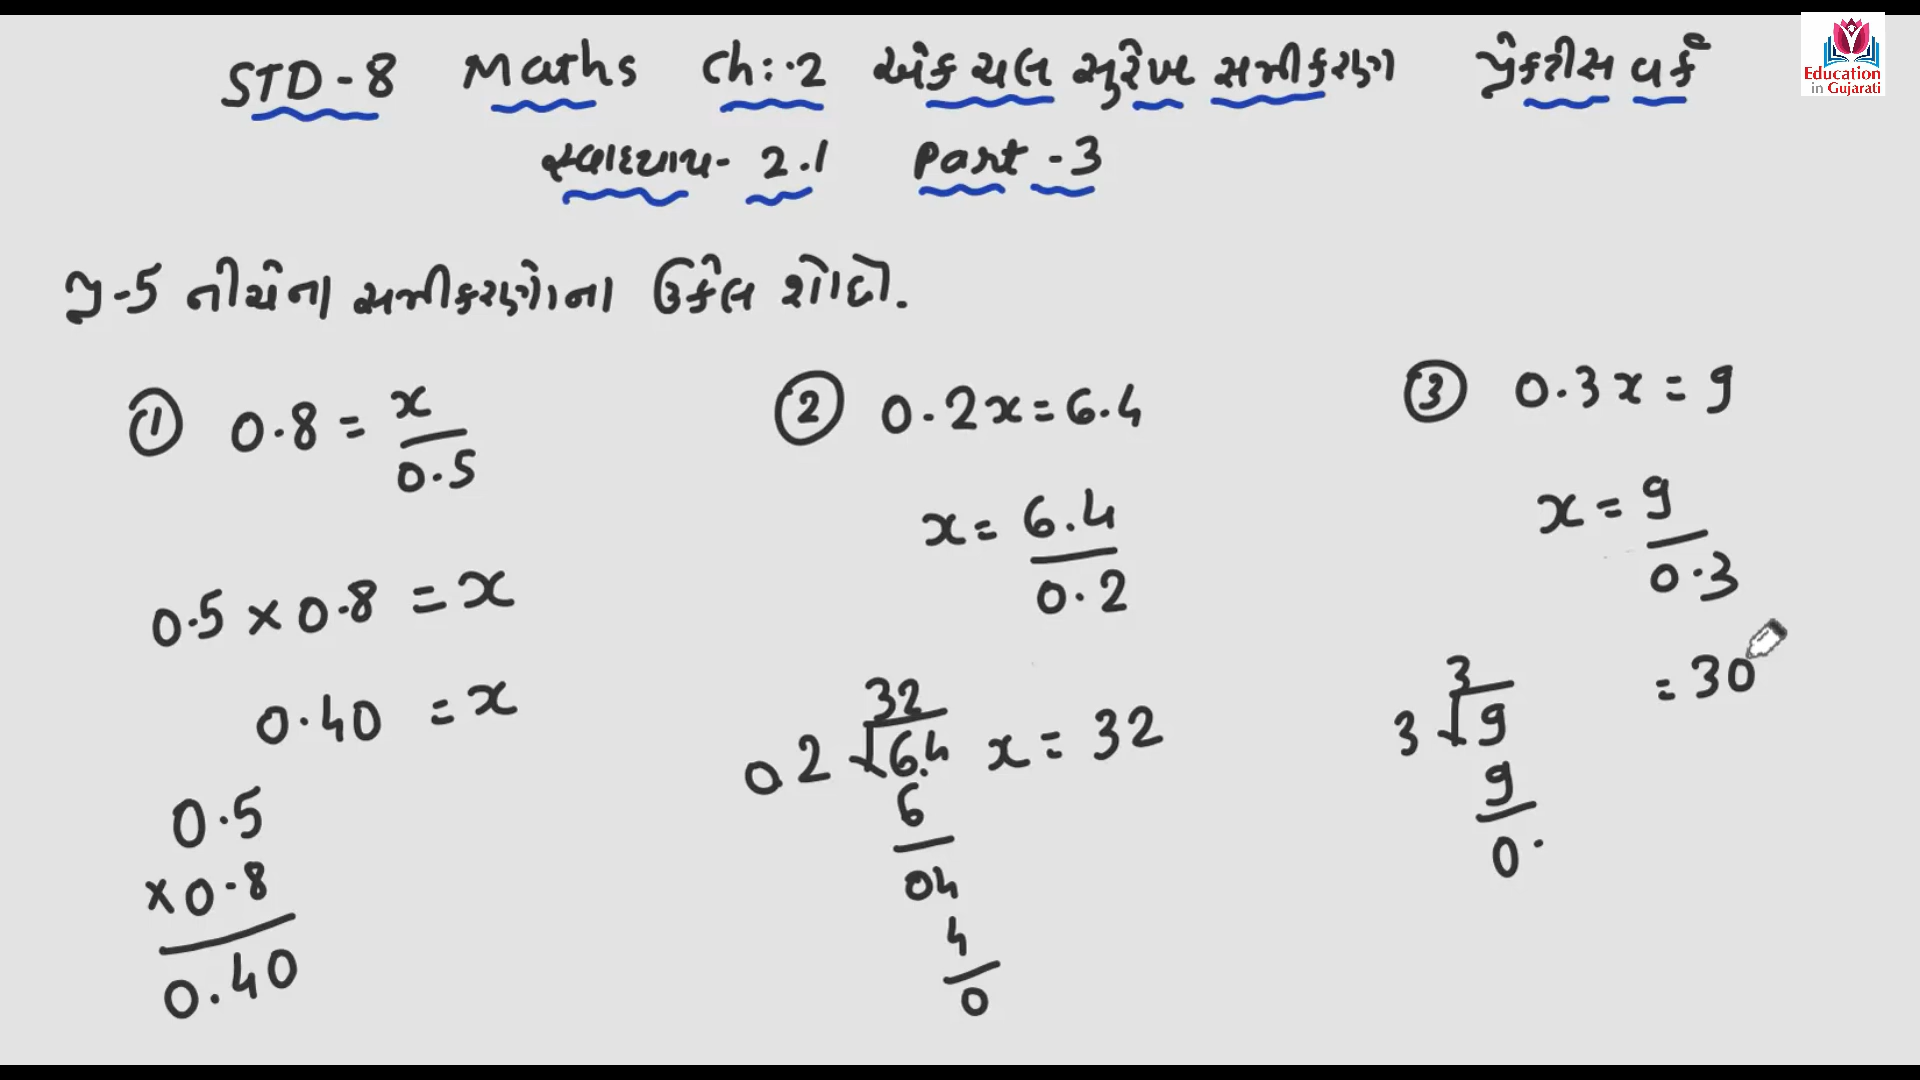 STD-8 Maths Ch:.2 એક ચલ સુરેખ સમીકરણ પ્રેકટીસ વર્ક
સ્વાધ્યાય- 2.1 Part -3
પ્ર-5 નીચેના સમીકરણોના ઉકેલ શોધો.
① 0.8 = x/0.5
0.5 × 0.8 = x
0.40 = x
0.5
× 0.8
0.40
② 0.2x = 6.4
x = 6.4/0.2
32
0.2 √6.4 x = 32
6
04
4
0
③ 0.3x = 9
x = 9/0.3
= 30
3
3 √9
9
0.
Education
in Gujarati